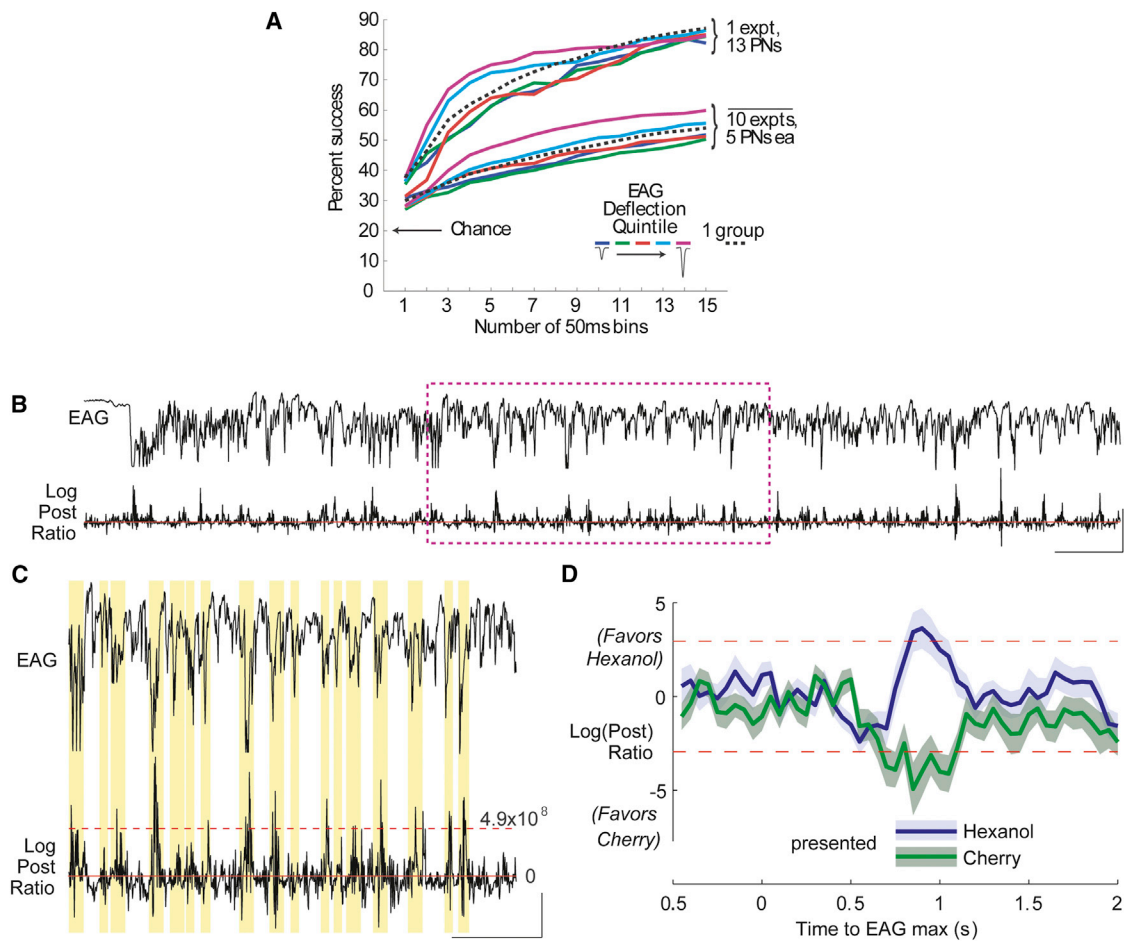 A
90
80
70
60
50
40
30
20
10
0
Percent success
1 expt,
13 PNs
10 expts,
5 PNs ea
EAG
Deflection
Quintile
1 group
Chance
1
3
5
7
9
11
13
15
Number of 50ms bins
B
EAG
Log
Post
Ratio
C
EAG
4.9x10⁸
Log
Post
Ratio
0
D
5
(Favors
Hexanol)
0
Log(Post)
Ratio
-5
(Favors
Cherry)
presented
Hexanol
Cherry
0.5
0
0.5
1
1.5
2
Time to EAG max (s)